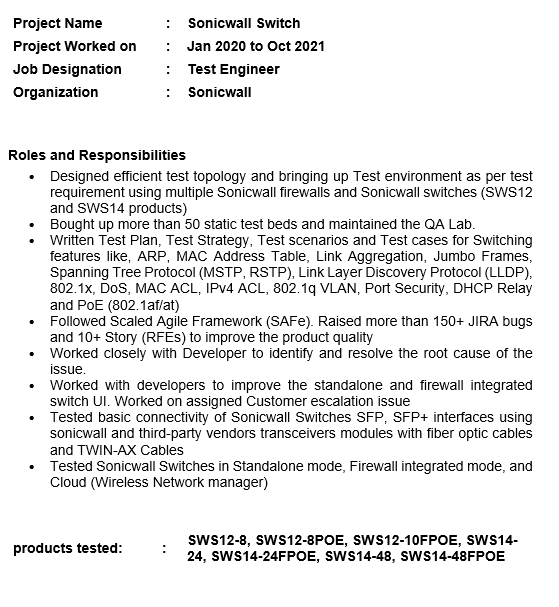 Project Name : Sonicwall Switch
Project Worked on : Jan 2020 to Oct 2021
Job Designation : Test Engineer
Organization : Sonicwall
Roles and Responsibilities
• Designed efficient test topology and bringing up Test environment as per test
requirement using multiple Sonicwall firewalls and Sonicwall switches (SWS12
and SWS14 products)
• Bought up more than 50 static test beds and maintained the QA Lab.
• Written Test Plan, Test Strategy, Test scenarios and Test cases for Switching
features like, ARP, MAC Address Table, Link Aggregation, Jumbo Frames,
Spanning Tree Protocol (MSTP, RSTP), Link Layer Discovery Protocol (LLDP),
802.1x, DoS, MAC ACL, IPv4 ACL, 802.1q VLAN, Port Security, DHCP Relay
and PoE (802.1af/at)
• Followed Scaled Agile Framework (SAFe). Raised more than 150+ JIRA bugs
and 10+ Story (RFEs) to improve the product quality
• Worked closely with Developer to identify and resolve the root cause of the
issue.
• Worked with developers to improve the standalone and firewall integrated
switch UI. Worked on assigned Customer escalation issue
• Tested basic connectivity of Sonicwall Switches SFP, SFP+ interfaces using
sonicwall and third-party vendors transceivers modules with fiber optic cables
and TWIN-AX Cables
• Tested Sonicwall Switches in Standalone mode, Firewall integrated mode, and
Cloud (Wireless Network manager)
products tested: : SWS12-8, SWS12-8POE, SWS12-10FPOE, SWS14-
24, SWS14-24FPOE, SWS14-48, SWS14-48FPOE